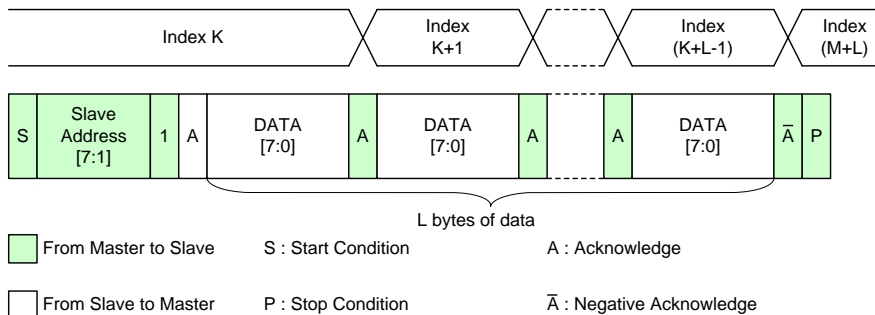 Index K
Index
K+1
Index
(K+L-1)
Index
(M+L)
S
Slave
Address
[7:1]
1
A
DATA
[7:0]
A
DATA
[7:0]
A
A
DATA
[7:0]
A̅
P
L bytes of data
From Master to Slave
S : Start Condition
A : Acknowledge
From Slave to Master
P : Stop Condition
A̅ : Negative Acknowledge